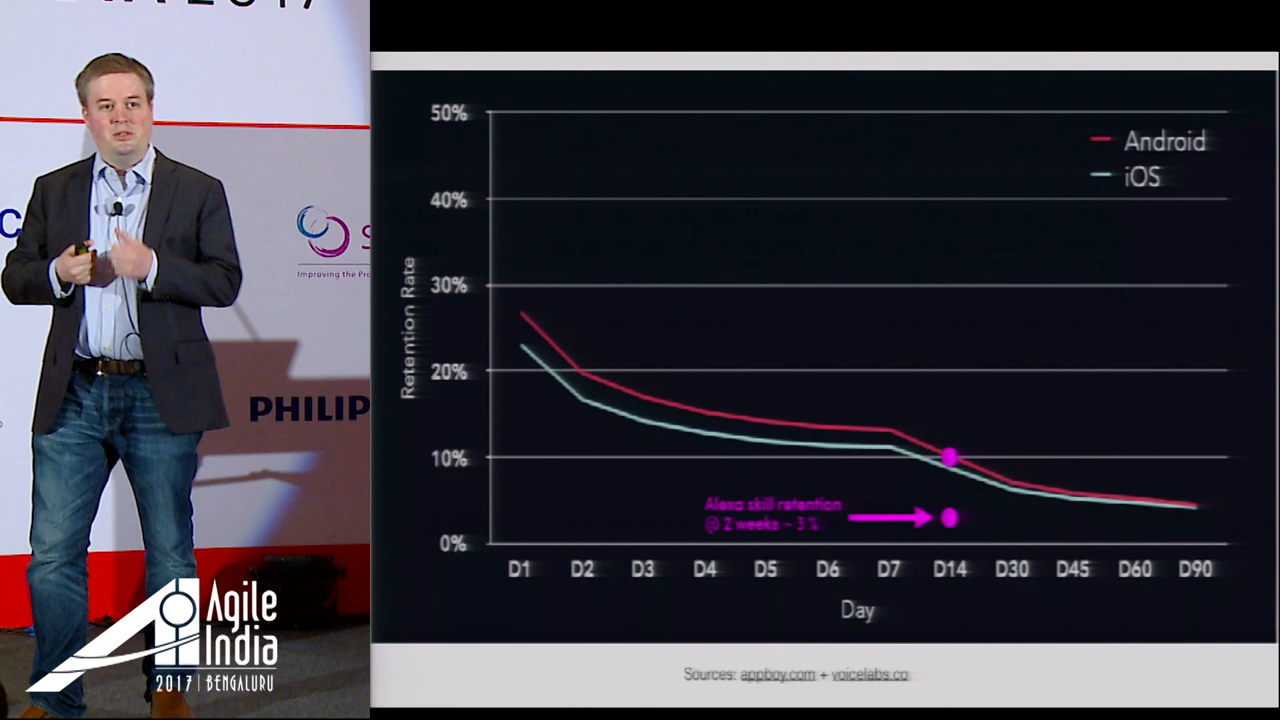 2017
C
S
Improving the Pro
PHILIP
Agile
India
2017 | BENGALURU
50%
40%
30%
20%
10%
0%
Retention Rate
Android
iOS
Alexa skill retention
@ 2 weeks ~ 3%
D1 D2 D3 D4 D5 D6 D7 D14 D30 D45 D60 D90
Day
Sources: appboy.com + voicelabs.co